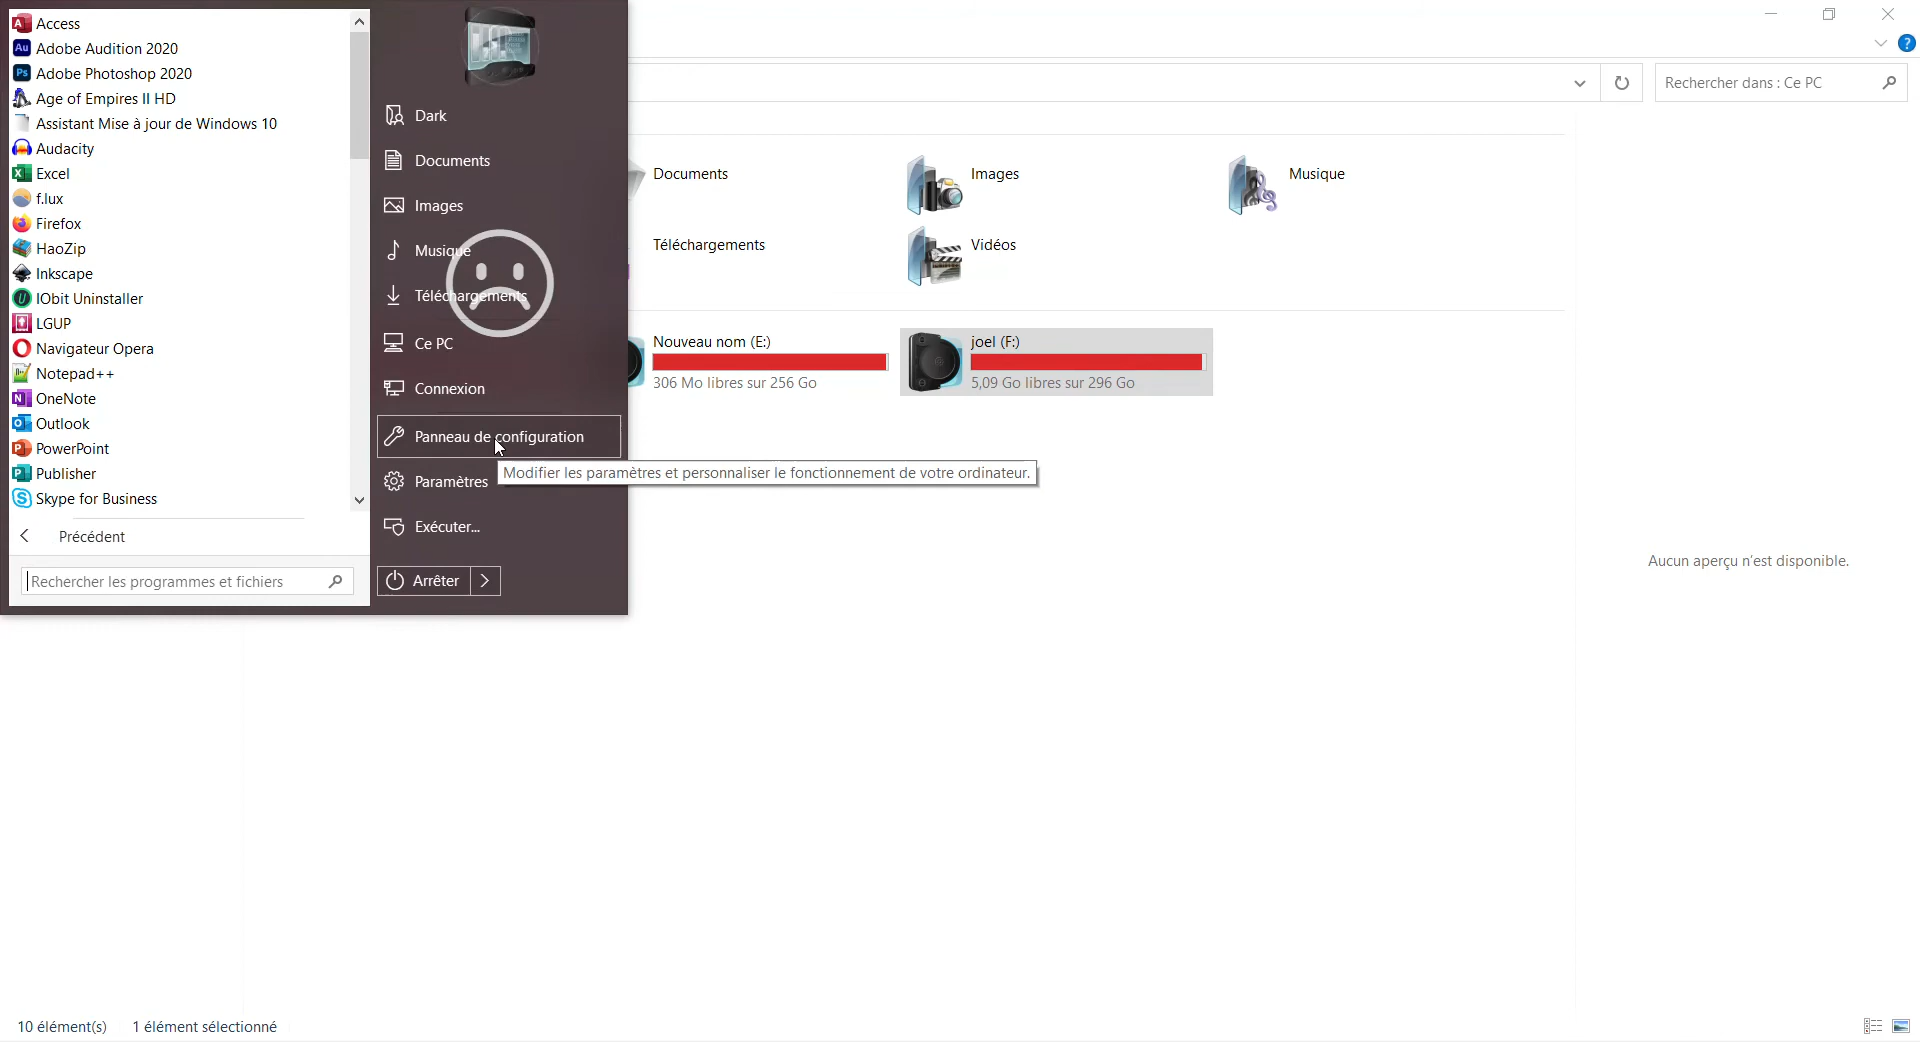 Access
Adobe Audition 2020
Adobe Photoshop 2020
Age of Empires II HD
Assistant Mise à jour de Windows 10
Audacity
Excel
f.lux
Firefox
HaoZip
Inkscape
IObit Uninstaller
LGUP
Navigateur Opera
Notepad++
OneNote
Outlook
PowerPoint
Publisher
Skype for Business
Précédent
Rechercher les programmes et fichiers
Dark
Documents
Images
Musique
Téléchargements
Ce PC
Connexion
Panneau de configuration
Modifier les paramètres et personnaliser le fonctionnement de votre ordinateur.
Paramètres
Exécuter...
Arrêter
Rechercher dans : Ce PC
Documents
Images
Musique
Téléchargements
Vidéos
Nouveau nom (E:)
306 Mo libres sur 256 Go
joel (F:)
5,09 Go libres sur 296 Go
Aucun aperçu n'est disponible.
10 élément(s)
1 élément sélectionné